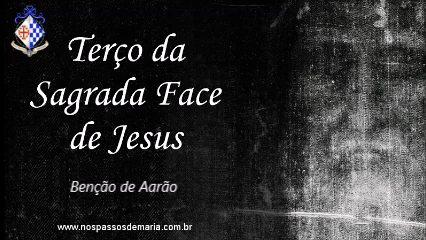 Terço da
Sagrada Face
de Jesus
Benção de Aarão
www.nospassosdemaria.com.br